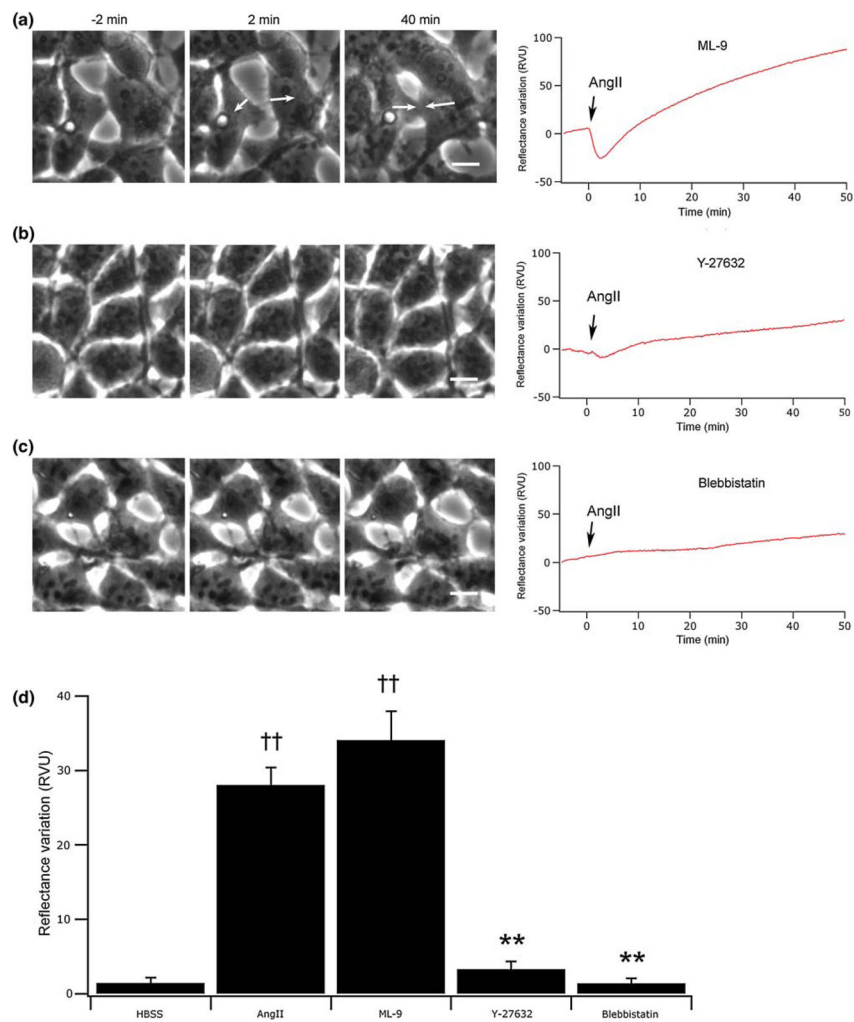 (a)
-2 min 2 min 40 min
ML-9
AngII
Reflectance variation (RVU)
100
50
0
-50
0 10 20 30 40 50
Time (min)
(b)
Y-27632
AngII
Reflectance variation (RVU)
100
50
0
-50
0 10 20 30 40 50
Time (min)
(c)
Blebbistatin
AngII
Reflectance variation (RVU)
100
50
0
-50
0 10 20 30 40 50
Time (min)
(d)
Reflectance variation (RVU)
40
30
20
10
0
††
††
**
**
HBSS AngII ML-9 Y-27632 Blebbistatin